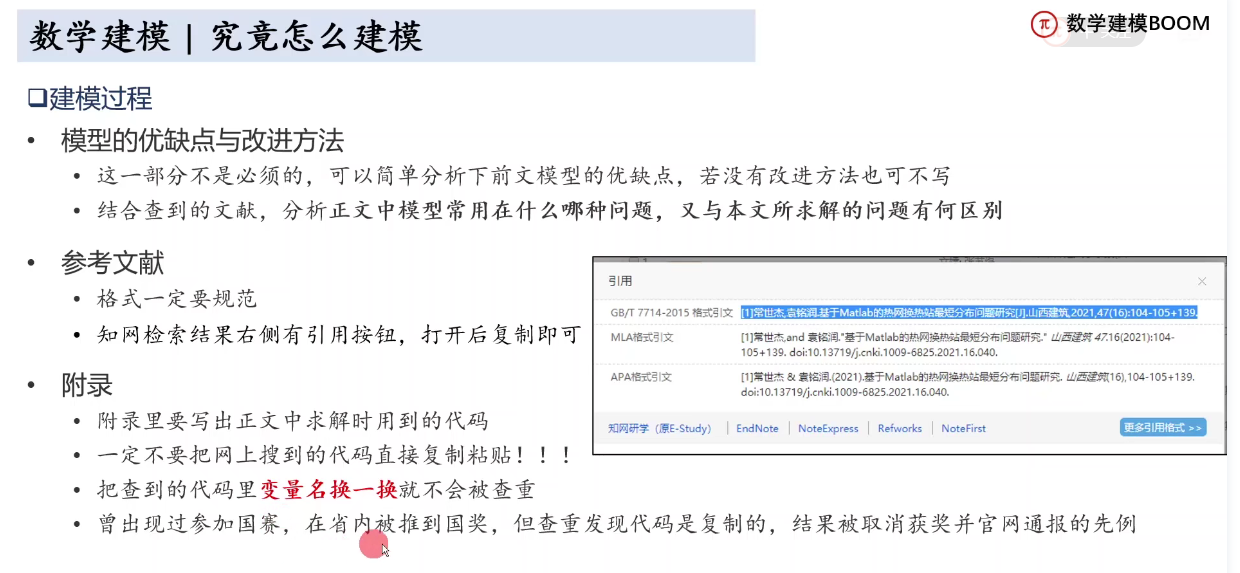 数学建模 | 究竟怎么建模
数学建模BOOM
建模过程
• 模型的优缺点与改进方法
• 这一部分不是必须的，可以简单分析下前文模型的优缺点，若没有改进方法也可不写
• 结合查到的文献，分析正文中模型常用在什么哪种问题，又与本文所求解的问题有何区别
• 参考文献
• 格式一定要规范
• 知网检索结果右侧有引用按钮，打开后复制即可
引用
GB/T 7714-2015 格式引文 [1]常世杰,袁铭润.基于Matlab的热网换热站最短分布问题研究[J].山西建筑,2021,47(16):104-105+139.
MLA格式引文 [1]常世杰,and 袁铭润."基于Matlab的热网换热站最短分布问题研究." 山西建筑 47.16(2021):104-
105+139. doi:10.13719/j.cnki.1009-6825.2021.16.040.
APA格式引文 [1]常世杰 & 袁铭润.(2021).基于Matlab的热网换热站最短分布问题研究. 山西建筑(16),104-105+139.
doi:10.13719/j.cnki.1009-6825.2021.16.040.
知网研学（原E-Study） EndNote NoteExpress Refworks NoteFirst 更多引用格式 >>
• 附录
• 附录里要写出正文中求解时用到的代码
• 一定不要把网上搜到的代码直接复制粘贴！！！
• 把查到的代码里变量名换一换就不会被查重
• 曾出现过参加国赛，在省内被推到国奖，但查重发现代码是复制的，结果被取消获奖并官网通报的先例